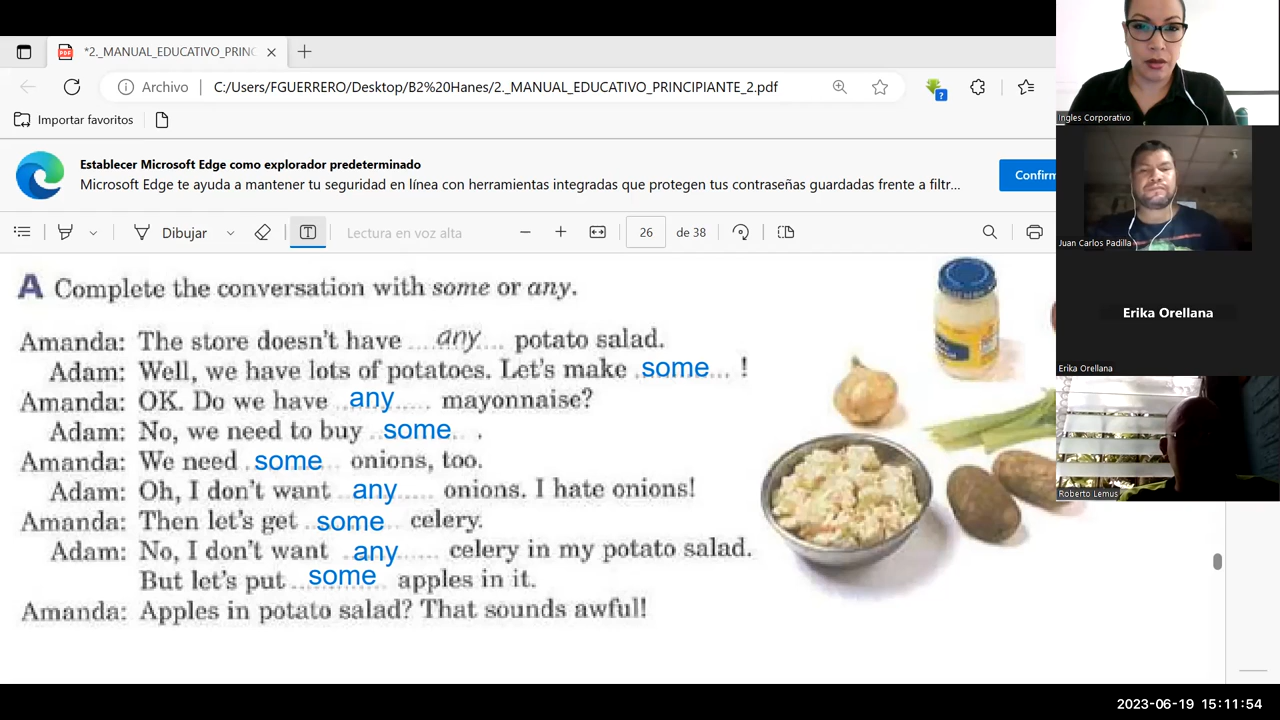 *2._MANUAL_EDUCATIVO_PRINC
Archivo
C:/Users/FGUERRERO/Desktop/B2%20Hanes/2._MANUAL_EDUCATIVO_PRINCIPIANTE_2.pdf
Importar favoritos
Establecer Microsoft Edge como explorador predeterminado
Microsoft Edge te ayuda a mantener tu seguridad en línea con herramientas integradas que protegen tus contraseñas guardadas frente a filtr...
Confirm
Dibujar
Lectura en voz alta
26 de 38
A Complete the conversation with some or any.
Amanda: The store doesn't have any potato salad.
Adam: Well, we have lots of potatoes. Let's make some !
Amanda: OK. Do we have any mayonnaise?
Adam: No, we need to buy some .
Amanda: We need some onions, too.
Adam: Oh, I don't want any onions. I hate onions!
Amanda: Then let's get some celery.
Adam: No, I don't want any celery in my potato salad.
But let's put some apples in it.
Amanda: Apples in potato salad? That sounds awful!
Ingles Corporativo
Juan Carlos Padilla
Erika Orellana
Erika Orellana
Roberto Lemus
2023-06-19 15:11:54